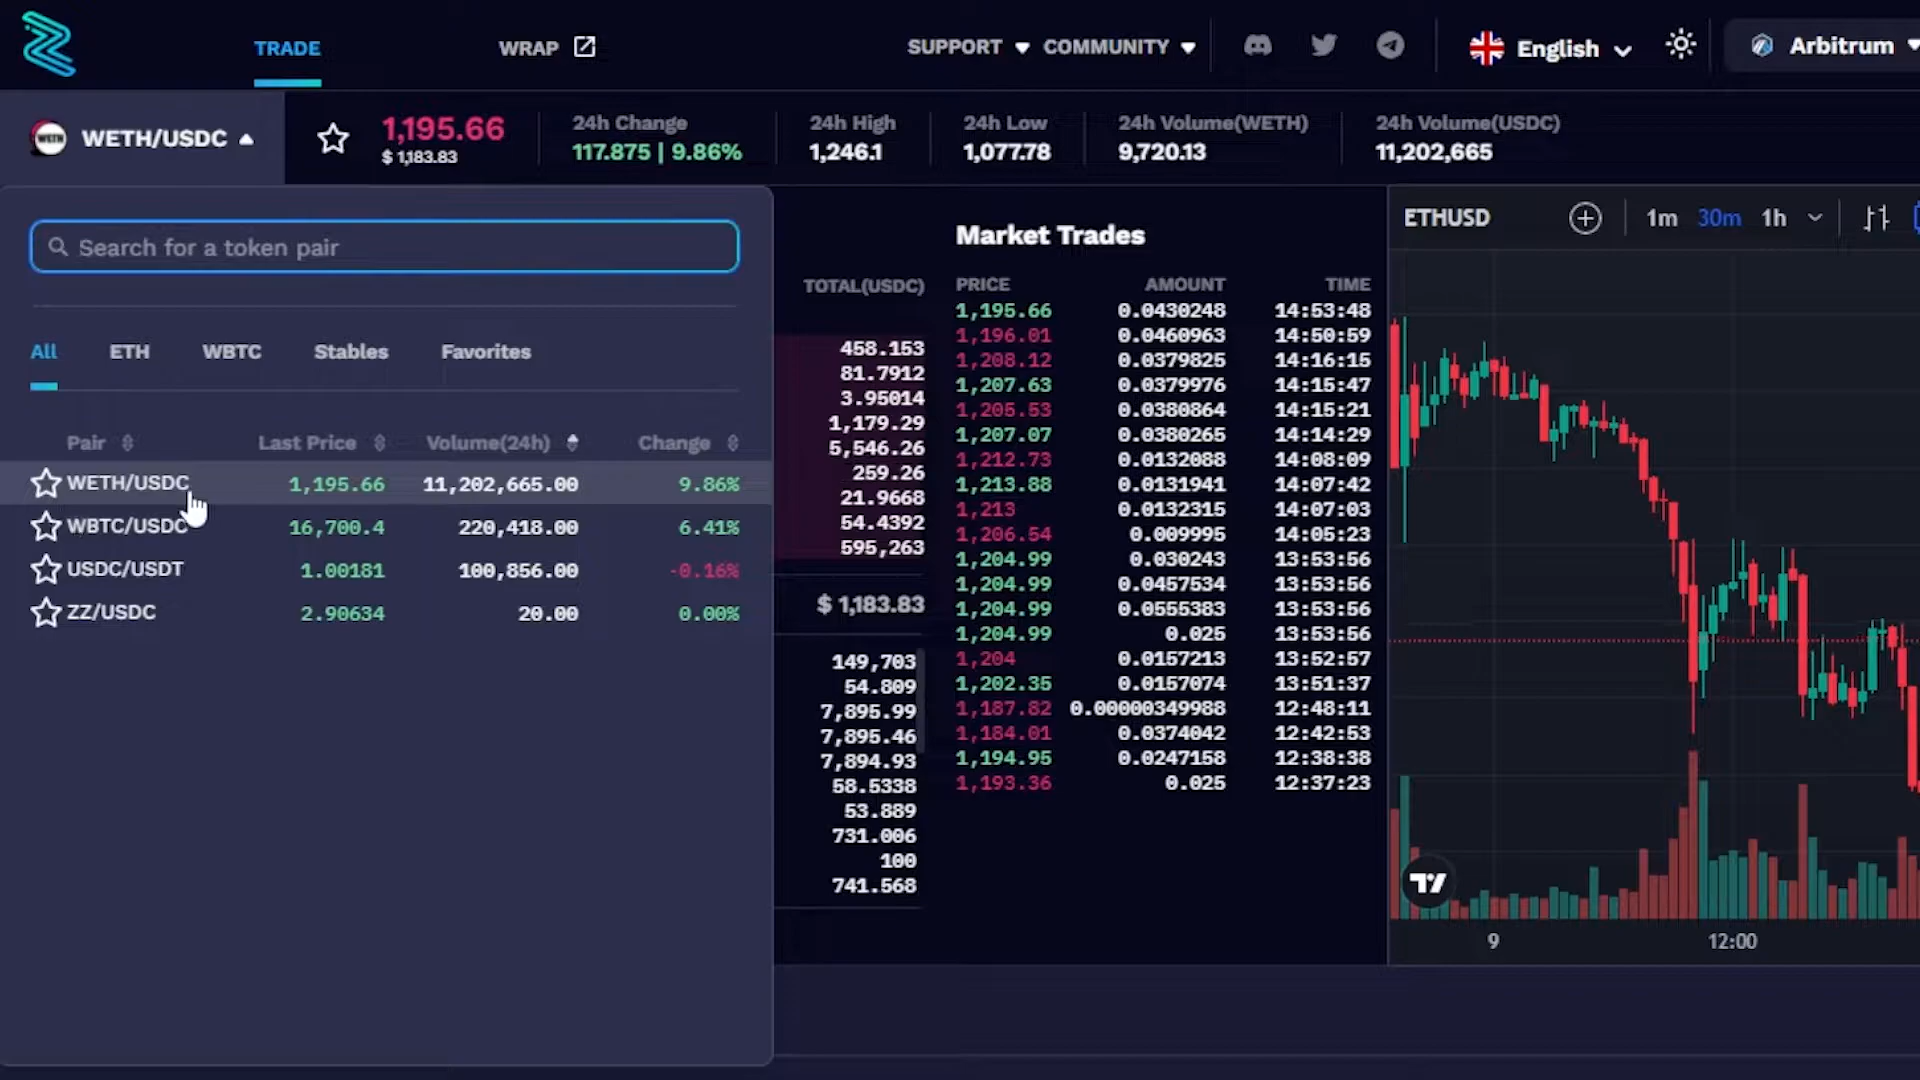 TRADE
WRAP
SUPPORT
COMMUNITY
English
Arbitrum
WETH
WETH/USDC
1,195.66
$ 1,183.83
24h Change
117.875 | 9.86%
24h High
1,246.1
24h Low
1,077.78
24h Volume(WETH)
9,720.13
24h Volume(USDC)
11,202,665
Search for a token pair
All ETH WBTC Stables Favorites
Pair Last Price Volume(24h) Change
WETH/USDC 1,195.66 11,202,665.00 9.86%
WBTC/USDC 16,700.4 220,418.00 6.41%
USDC/USDT 1.00181 100,856.00 -0.16%
ZZ/USDC 2.90634 20.00 0.00%
TOTAL(USDC)
458.153
81.7912
3.95014
1,179.29
5,546.26
259.26
21.9668
54.4392
595,263
$ 1,183.83
149,703
54.809
7,895.99
7,895.46
7,894.93
58.5338
53.889
731.006
100
741.568
Market Trades
PRICE AMOUNT TIME
1,195.66 0.0430248 14:53:48
1,196.01 0.0460963 14:50:59
1,208.12 0.0379825 14:16:15
1,207.63 0.0379976 14:15:47
1,205.53 0.0380864 14:15:21
1,207.07 0.0380265 14:14:29
1,212.73 0.0132088 14:08:09
1,213.88 0.0131941 14:07:42
1,213 0.0132315 14:07:03
1,206.54 0.009995 14:05:23
1,204.99 0.030243 13:53:56
1,204.99 0.0457534 13:53:56
1,204.99 0.0555383 13:53:56
1,204.99 0.025 13:53:56
1,204 0.0157213 13:52:57
1,202.35 0.0157074 13:51:37
1,187.82 0.00000349988 12:48:11
1,184.01 0.0374042 12:42:53
1,194.95 0.0247158 12:38:38
1,193.36 0.025 12:37:23
ETHUSD 1m 30m 1h
9 12:00